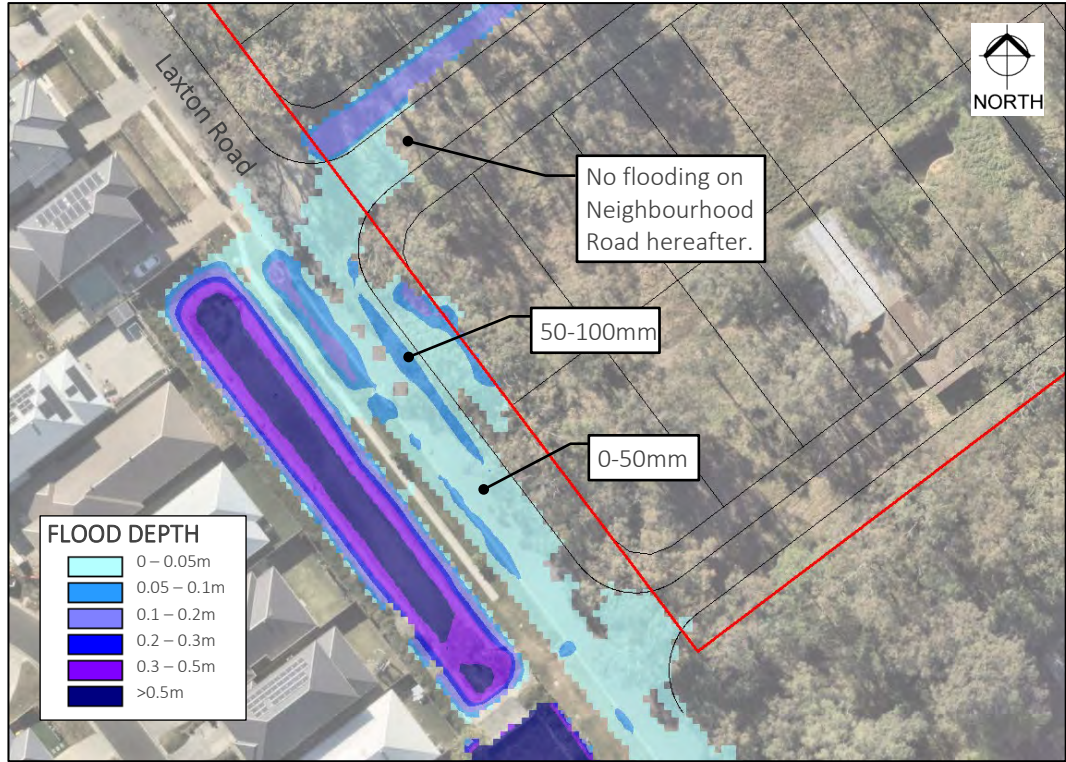 Laxton Road
NORTH
No flooding on
Neighbourhood
Road hereafter.
50-100mm
0-50mm
FLOOD DEPTH
0 – 0.05m
0.05 – 0.1m
0.1 – 0.2m
0.2 – 0.3m
0.3 – 0.5m
>0.5m